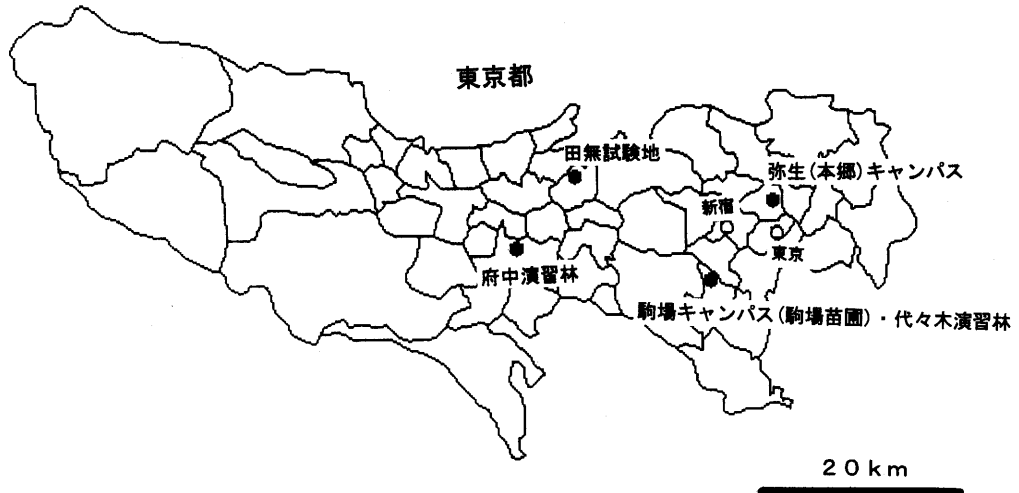 東京都
田無試験地
弥生(本郷)キャンパス
新宿
東京
府中演習林
駒場キャンパス(駒場苗圃)・代々木演習林
20km